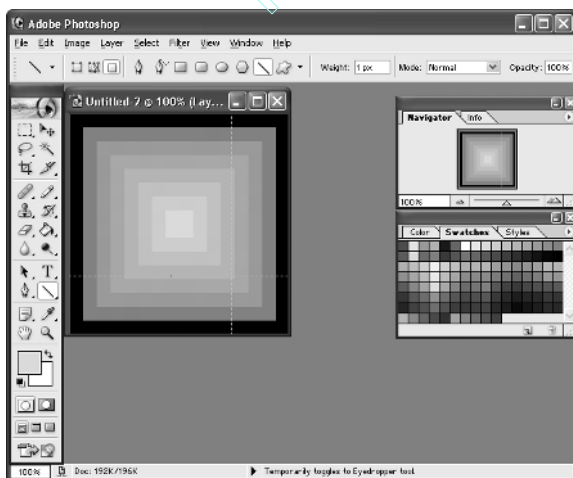 Adobe Photoshop
File Edit Image Layer Select Filter View Window Help
Weight: 1 px Mode: Normal Opacity: 100%
Untitled-2 @ 100% (Lay...
Navigator Info
100%
Color Swatches Styles
T
100% Doc: 192K/196K Temporarily toggles to Eyedropper tool